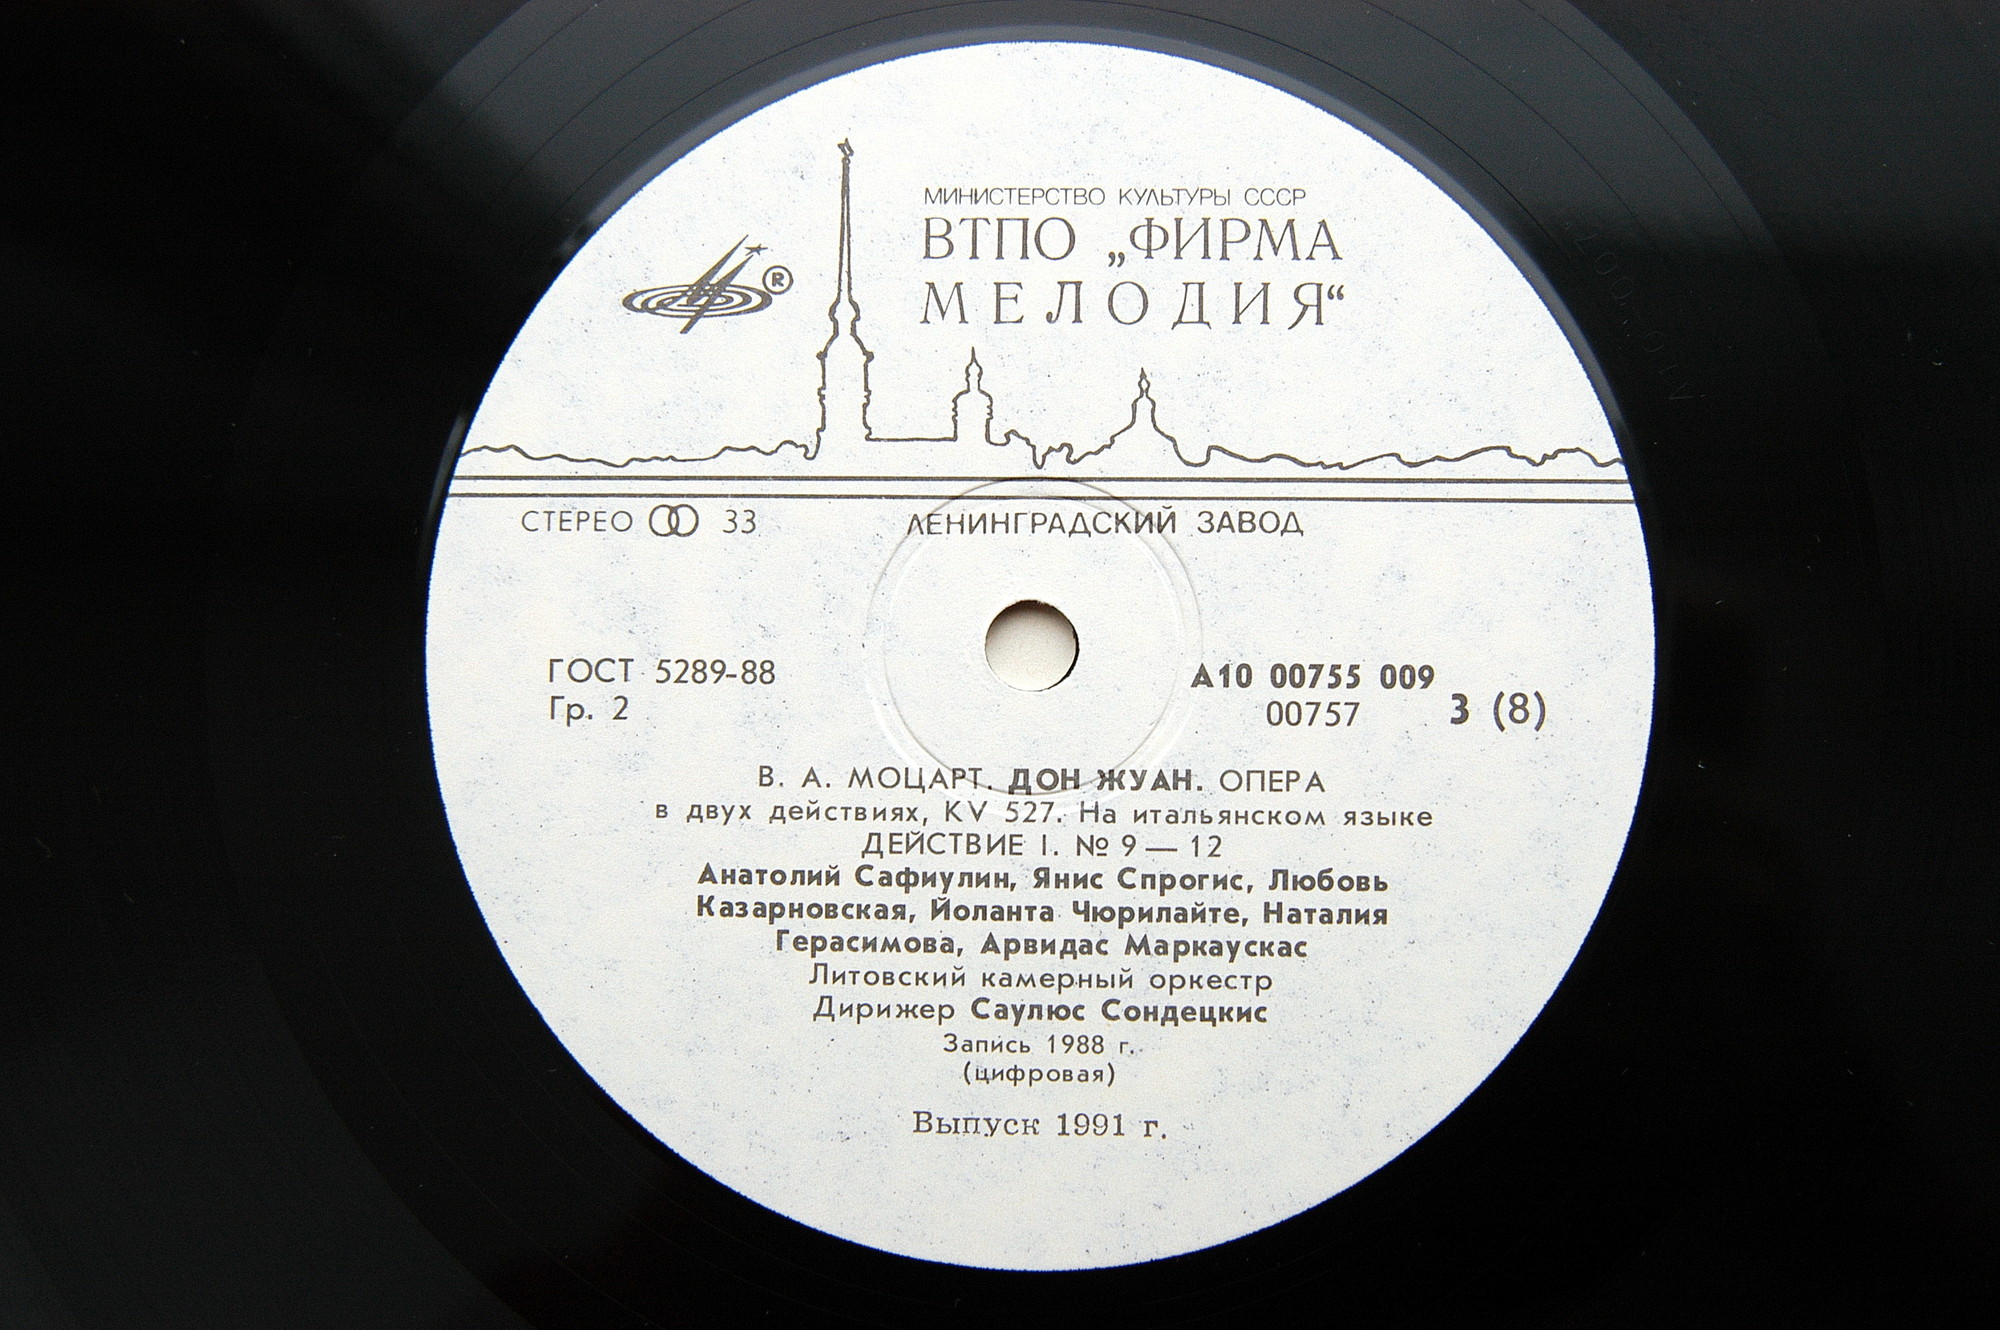 МИНИСТЕРСТВО КУЛЬТУРЫ СССР
ВТПО „ФИРМА
МЕЛОДИЯ“
®
СТЕРЕО 33
ЛЕНИНГРАДСКИЙ ЗАВОД
ГОСТ 5289-88
Гр. 2
А10 00755 009
00757 3 (8)
В. А. МОЦАРТ. ДОН ЖУАН. ОПЕРА
в двух действиях, KV 527. На итальянском языке
ДЕЙСТВИЕ I. № 9 — 12
Анатолий Сафиулин, Янис Спрогис, Любовь
Казарновская, Йоланта Чюрилайте, Наталия
Герасимова, Арвидас Маркаускас
Литовский камерный оркестр
Дирижер Саулюс Сондецкис
Запись 1988 г.
(цифровая)
Выпуск 1991 г.